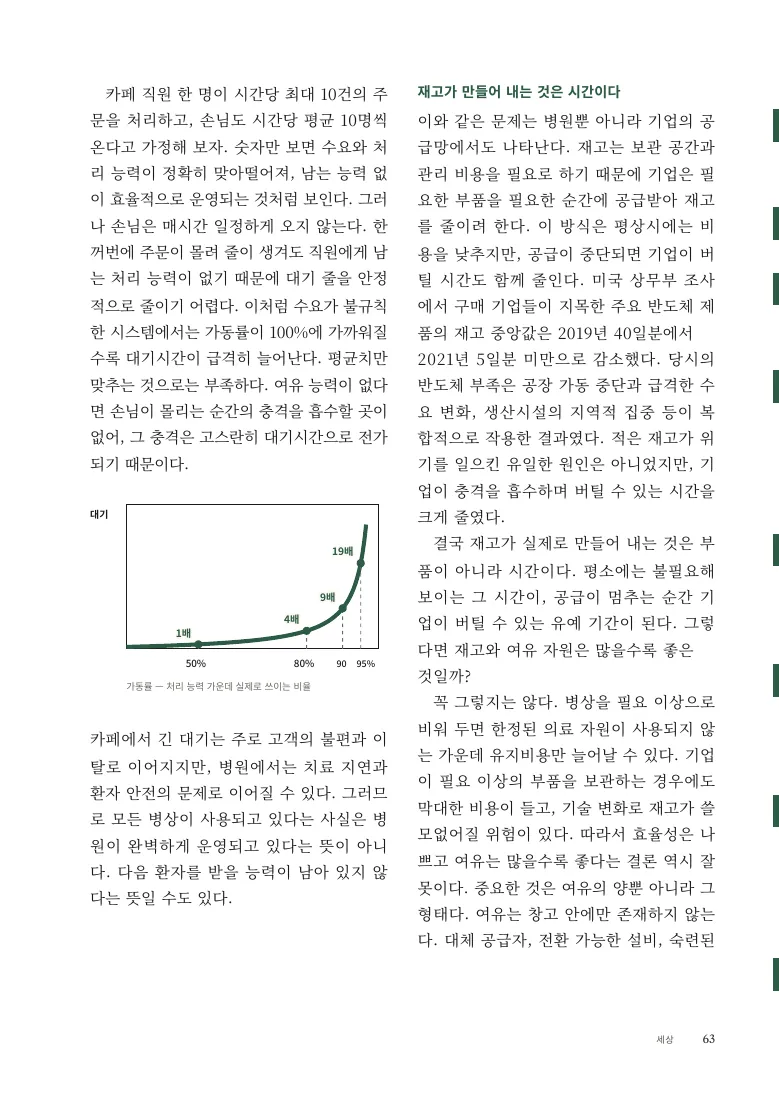 카페 직원 한 명이 시간당 최대 10건의 주
문을 처리하고, 손님도 시간당 평균 10명씩
온다고 가정해 보자. 숫자만 보면 수요와 처
리 능력이 정확히 맞아떨어져, 남는 능력 없
이 효율적으로 운영되는 것처럼 보인다. 그러
나 손님은 매시간 일정하게 오지 않는다. 한
꺼번에 주문이 몰려 줄이 생겨도 직원에게 남
는 처리 능력이 없기 때문에 대기 줄을 안정
적으로 줄이기 어렵다. 이처럼 수요가 불규칙
한 시스템에서는 가동률이 100%에 가까워질
수록 대기시간이 급격히 늘어난다. 평균치만
맞추는 것으로는 부족하다. 여유 능력이 없다
면 손님이 몰리는 순간의 충격을 흡수할 곳이
없어, 그 충격은 고스란히 대기시간으로 전가
되기 때문이다.
대기
19배
9배
4배
1배
50%
80%
90
95%
가동률 — 처리 능력 가운데 실제로 쓰이는 비율
카페에서 긴 대기는 주로 고객의 불편과 이
탈로 이어지지만, 병원에서는 치료 지연과
환자 안전의 문제로 이어질 수 있다. 그러므
로 모든 병상이 사용되고 있다는 사실은 병
원이 완벽하게 운영되고 있다는 뜻이 아니
다. 다음 환자를 받을 능력이 남아 있지 않
다는 뜻일 수도 있다.
재고가 만들어 내는 것은 시간이다
이와 같은 문제는 병원뿐 아니라 기업의 공
급망에서도 나타난다. 재고는 보관 공간과
관리 비용을 필요로 하기 때문에 기업은 필
요한 부품을 필요한 순간에 공급받아 재고
를 줄이려 한다. 이 방식은 평상시에는 비
용을 낮추지만, 공급이 중단되면 기업이 버
틸 시간도 함께 줄인다. 미국 상무부 조사
에서 구매 기업들이 지목한 주요 반도체 제
품의 재고 중앙값은 2019년 40일분에서
2021년 5일분 미만으로 감소했다. 당시의
반도체 부족은 공장 가동 중단과 급격한 수
요 변화, 생산시설의 지역적 집중 등이 복
합적으로 작용한 결과였다. 적은 재고가 위
기를 일으킨 유일한 원인은 아니었지만, 기
업이 충격을 흡수하며 버틸 수 있는 시간을
크게 줄였다.
결국 재고가 실제로 만들어 내는 것은 부
품이 아니라 시간이다. 평소에는 불필요해
보이는 그 시간이, 공급이 멈추는 순간 기
업이 버틸 수 있는 유예 기간이 된다. 그렇
다면 재고와 여유 자원은 많을수록 좋은
것일까?
꼭 그렇지는 않다. 병상을 필요 이상으로
비워 두면 한정된 의료 자원이 사용되지 않
는 가운데 유지비용만 늘어날 수 있다. 기업
이 필요 이상의 부품을 보관하는 경우에도
막대한 비용이 들고, 기술 변화로 재고가 쓸
모없어질 위험이 있다. 따라서 효율성은 나
쁘고 여유는 많을수록 좋다는 결론 역시 잘
못이다. 중요한 것은 여유의 양뿐 아니라 그
형태다. 여유는 창고 안에만 존재하지 않는
다. 대체 공급자, 전환 가능한 설비, 숙련된
세상
63